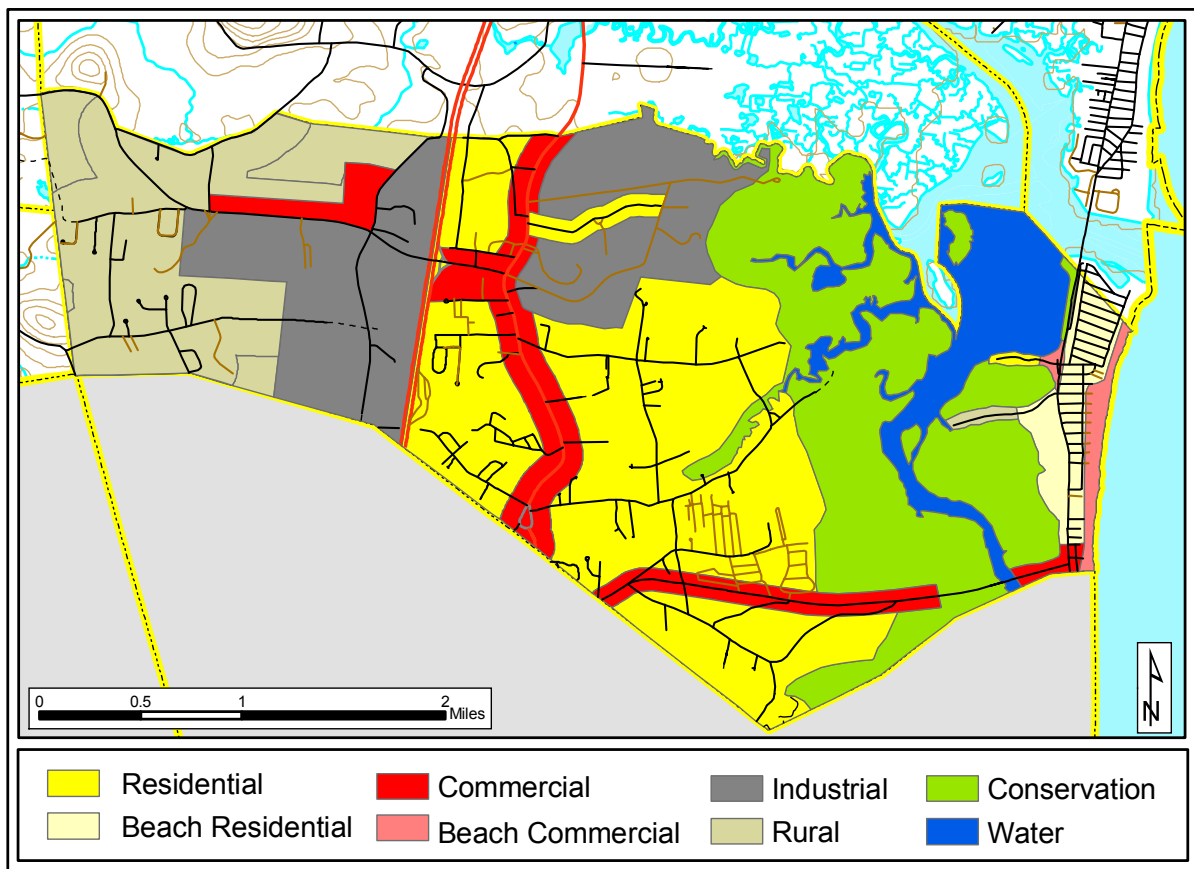 0 0.5 1 2
Miles
N
Residential Commercial Industrial Conservation
Beach Residential Beach Commercial Rural Water